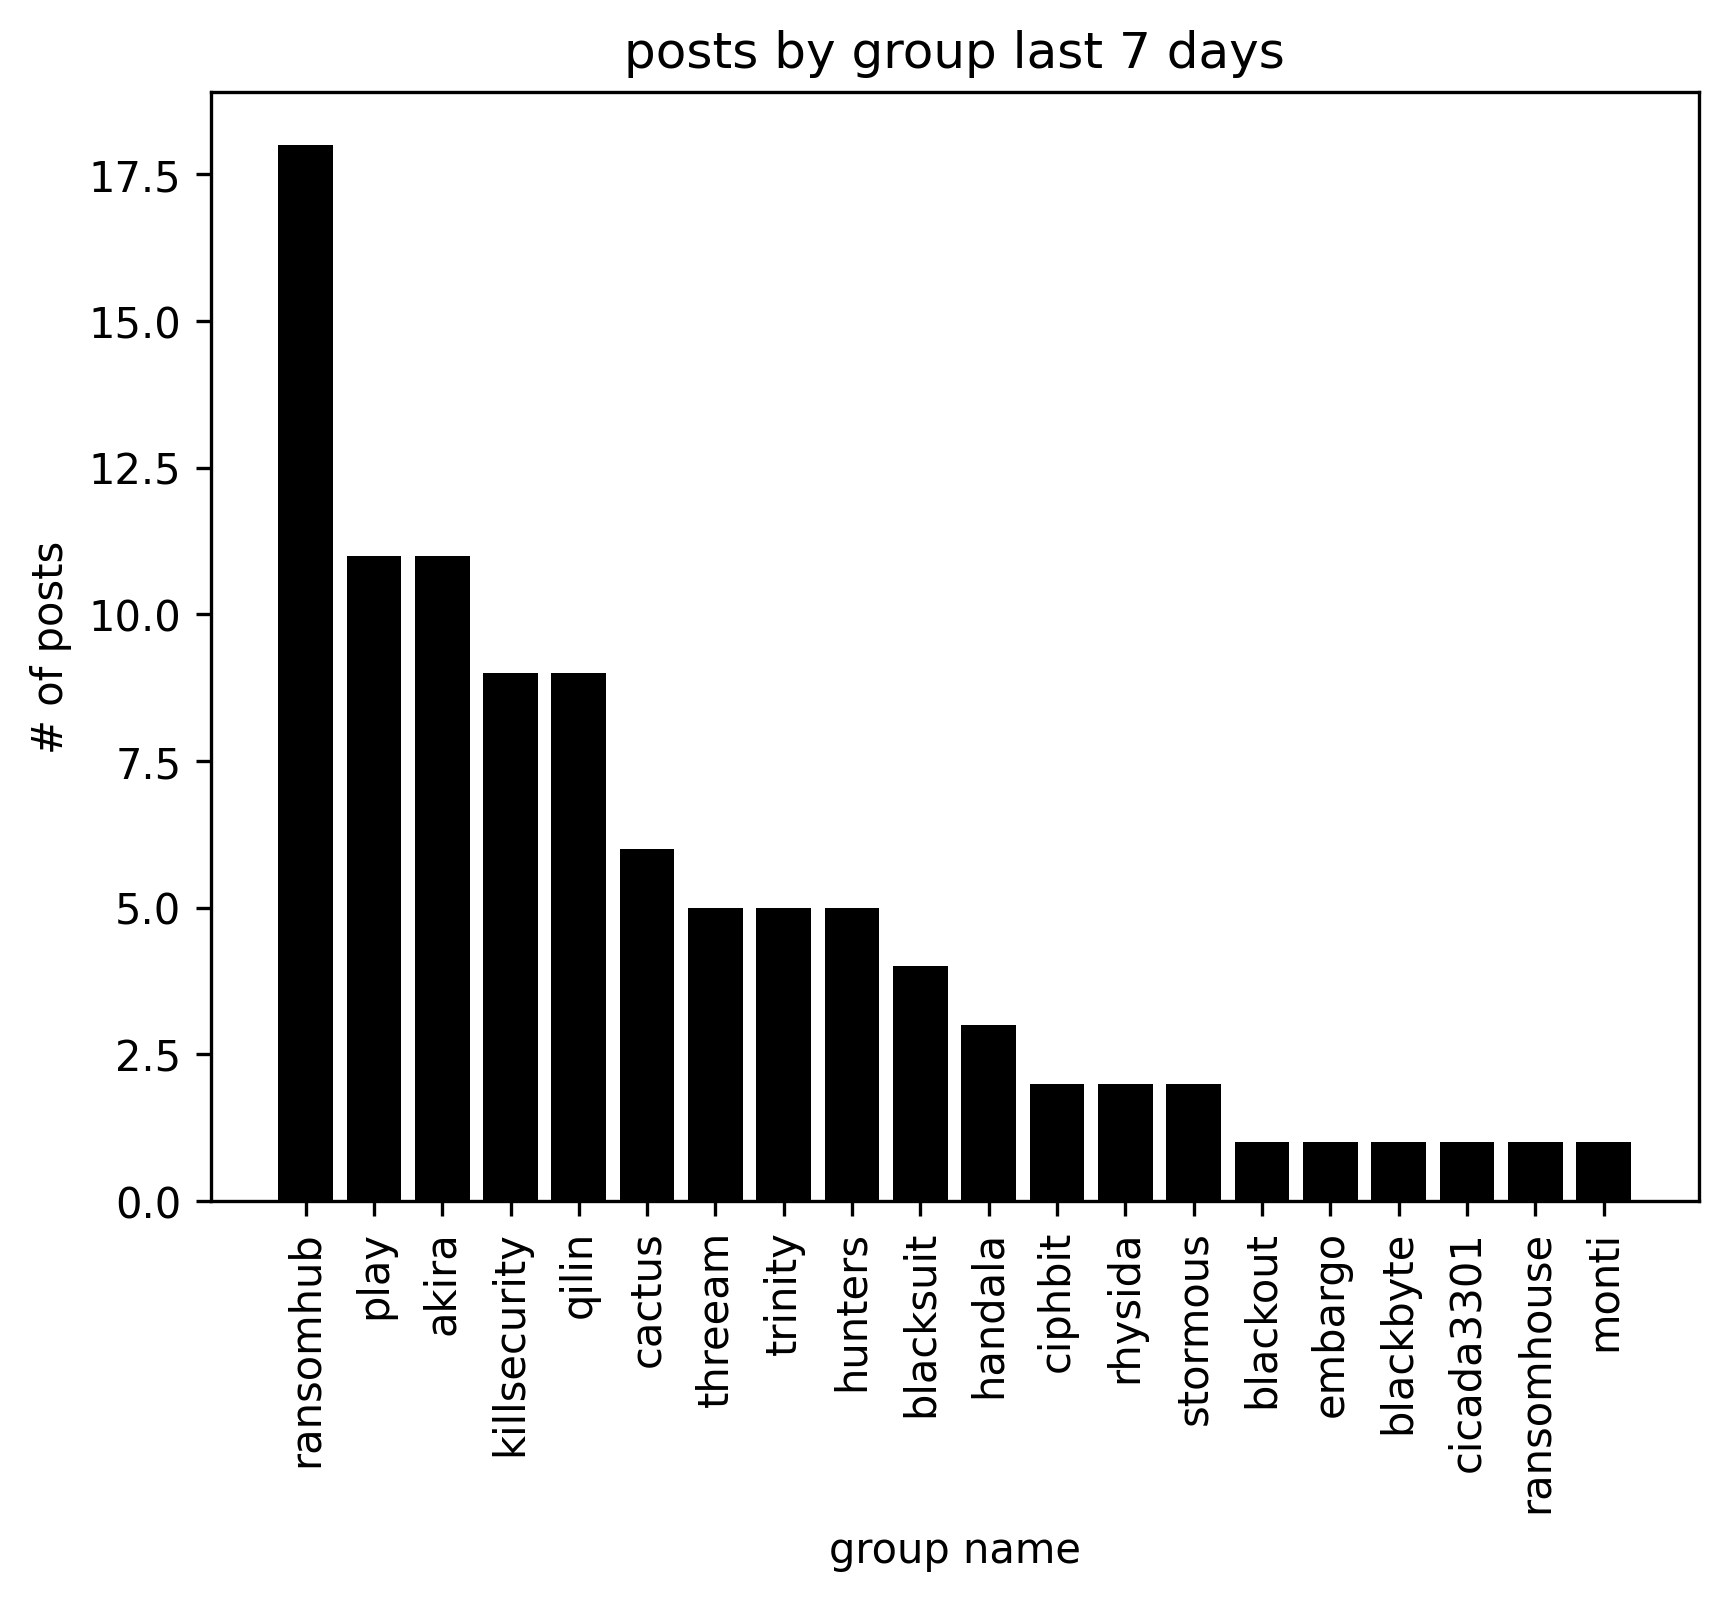 posts by group last 7 days
# of posts
17.5
15.0
12.5
10.0
7.5
5.0
2.5
0.0
ransomhub
play
akira
killsecurity
qilin
cactus
threeam
trinity
hunters
blacksuit
handala
ciphbit
rhysida
stormous
blackout
embargo
blackbyte
cicada3301
ransomhouse
monti
group name